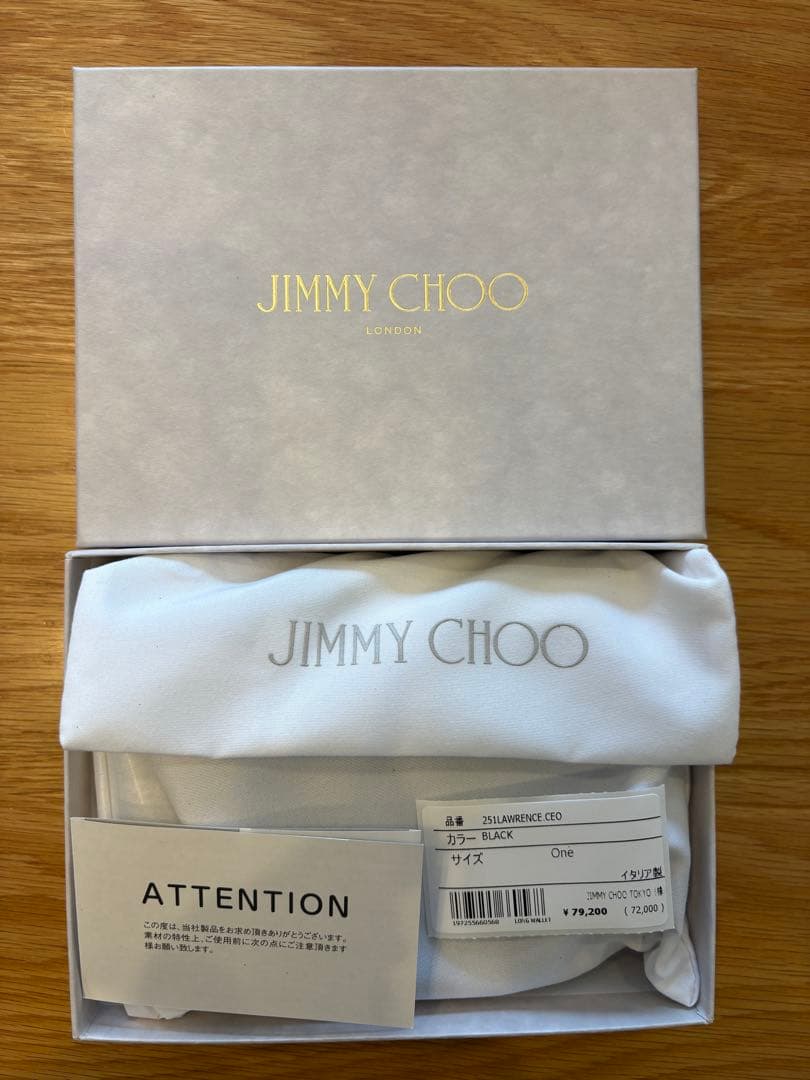 JIMMY CHOO
LONDON
JIMMY CHOO
品番 251LAWRENCE.CEO
カラー BLACK
サイズ One
イタリア製
JIMMY CHOO TOKYO (株
¥79,200 (72,000)
197255660568 LONG WALLET
ATTENTION
この度は、当社製品をお求め頂きありがとうございます。
素材の特性上、ご使用前に次の点にご注意頂きます
様お願い致します。